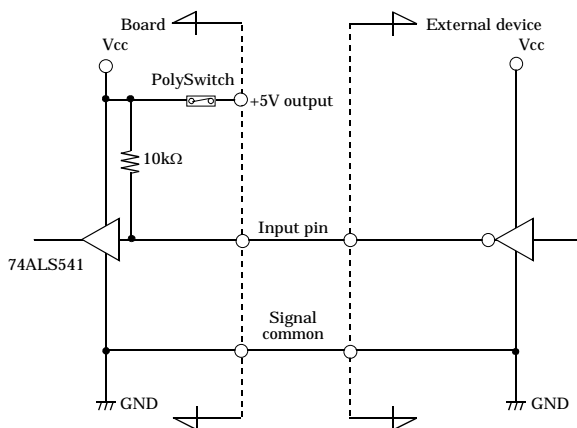 Board
External device
Vcc
Vcc
PolySwitch
+5V output
10kΩ
Input pin
74ALS541
Signal
common
GND
GND